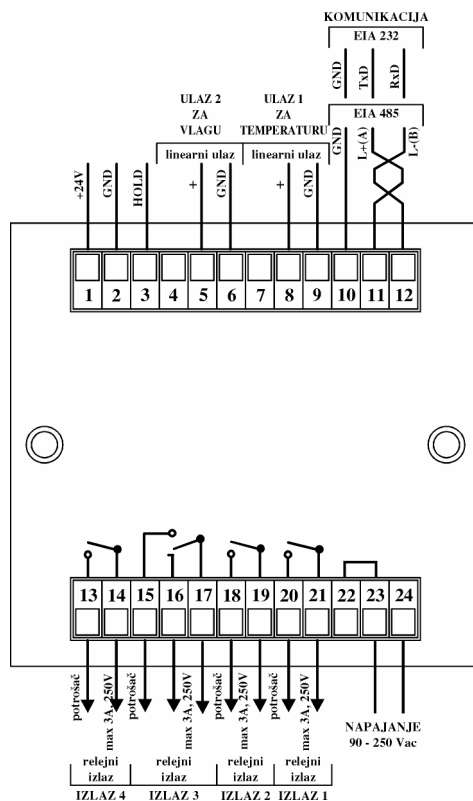 KOMUNIKACIJA
EIA 232
GND TxD RxD
EIA 485
ULAZ 2 ZA VLAGU
ULAZ 1 ZA TEMPERATURU
linearni ulaz linearni ulaz
+24V GND HOLD + GND + GND GND L+(A) L-(B)
1 2 3 4 5 6 7 8 9 10 11 12
13 14 15 16 17 18 19 20 21 22 23 24
potrošač max 3A, 250V potrošač max 3A, 250V potrošač max 3A, 250V potrošač max 3A, 250V
NAPAJANJE
90 - 250 Vac
relejni izlaz relejni izlaz relejni izlaz relejni izlaz
IZLAZ 4 IZLAZ 3 IZLAZ 2 IZLAZ 1